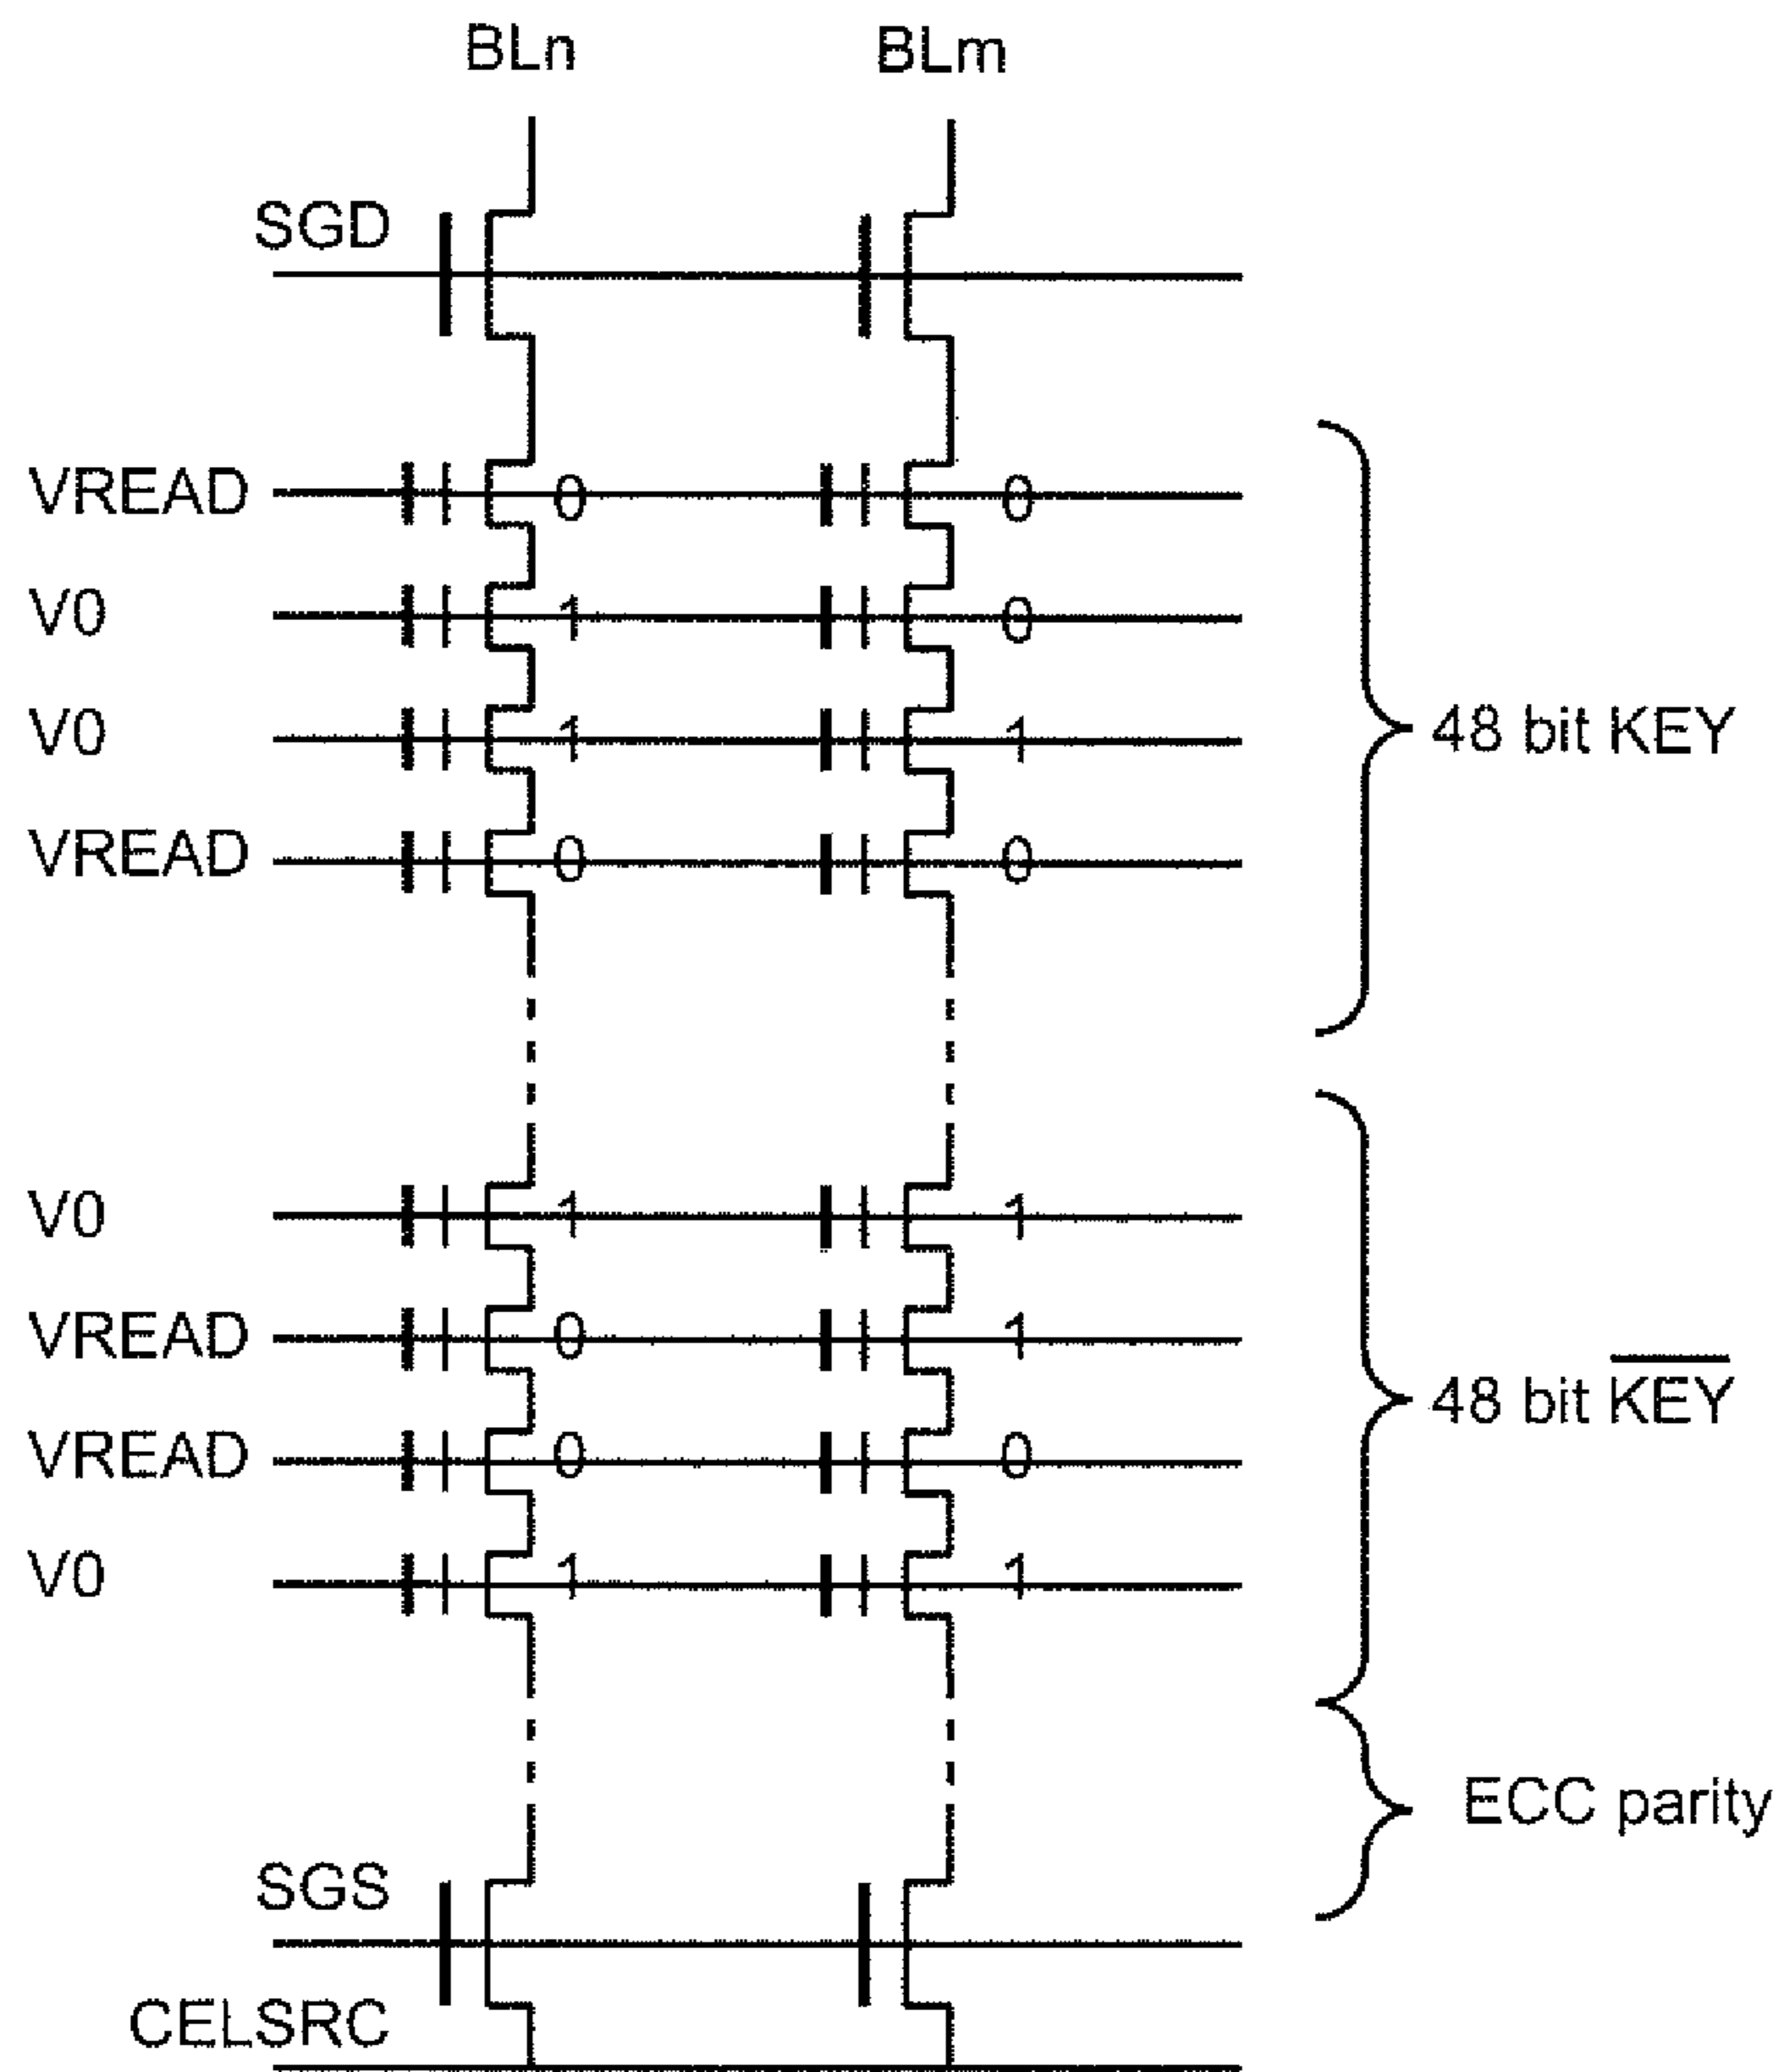 BLn BLm
SGD
VREAD 0 0
V0 1 0
V0 1 1
VREAD 0 0
48 bit KEY
V0 1 1
VREAD 0 1
VREAD 0 0
V0 1 1
48 bit K̅E̅Y̅
ECC parity
SGS
CELSRC